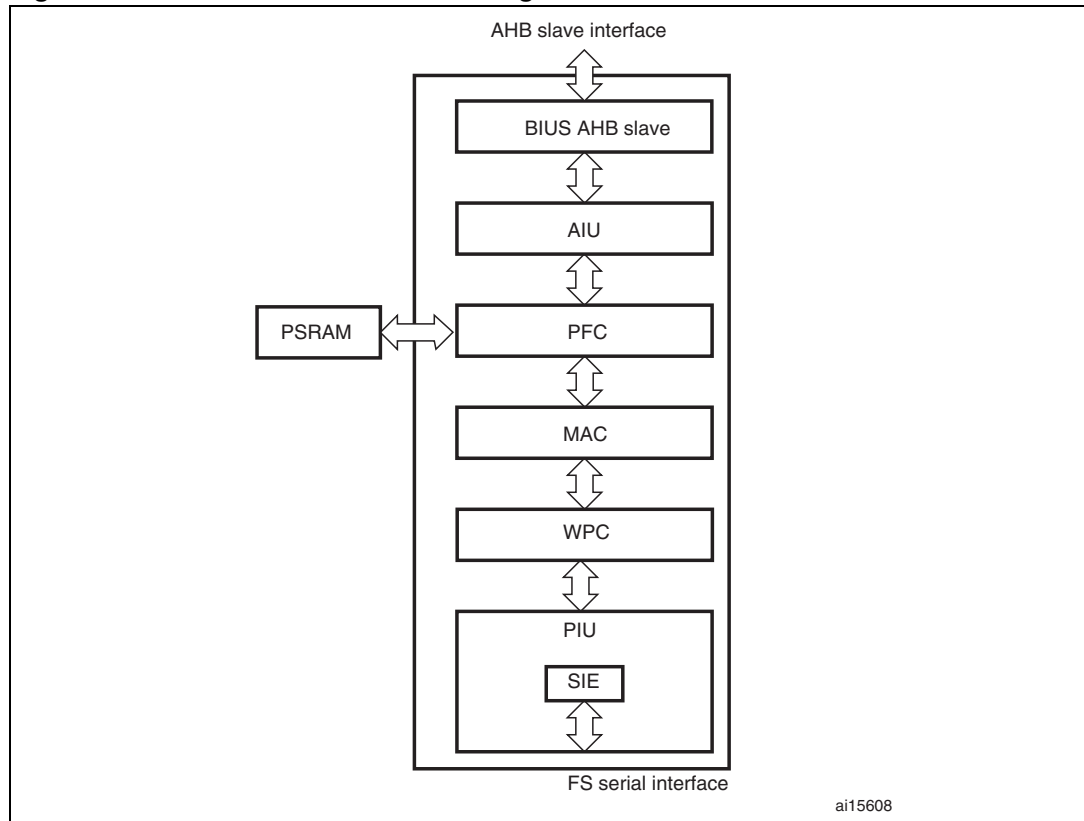 AHB slave interface
BIUS AHB slave
AIU
PSRAM
PFC
MAC
WPC
PIU
SIE
FS serial interface
ai15608